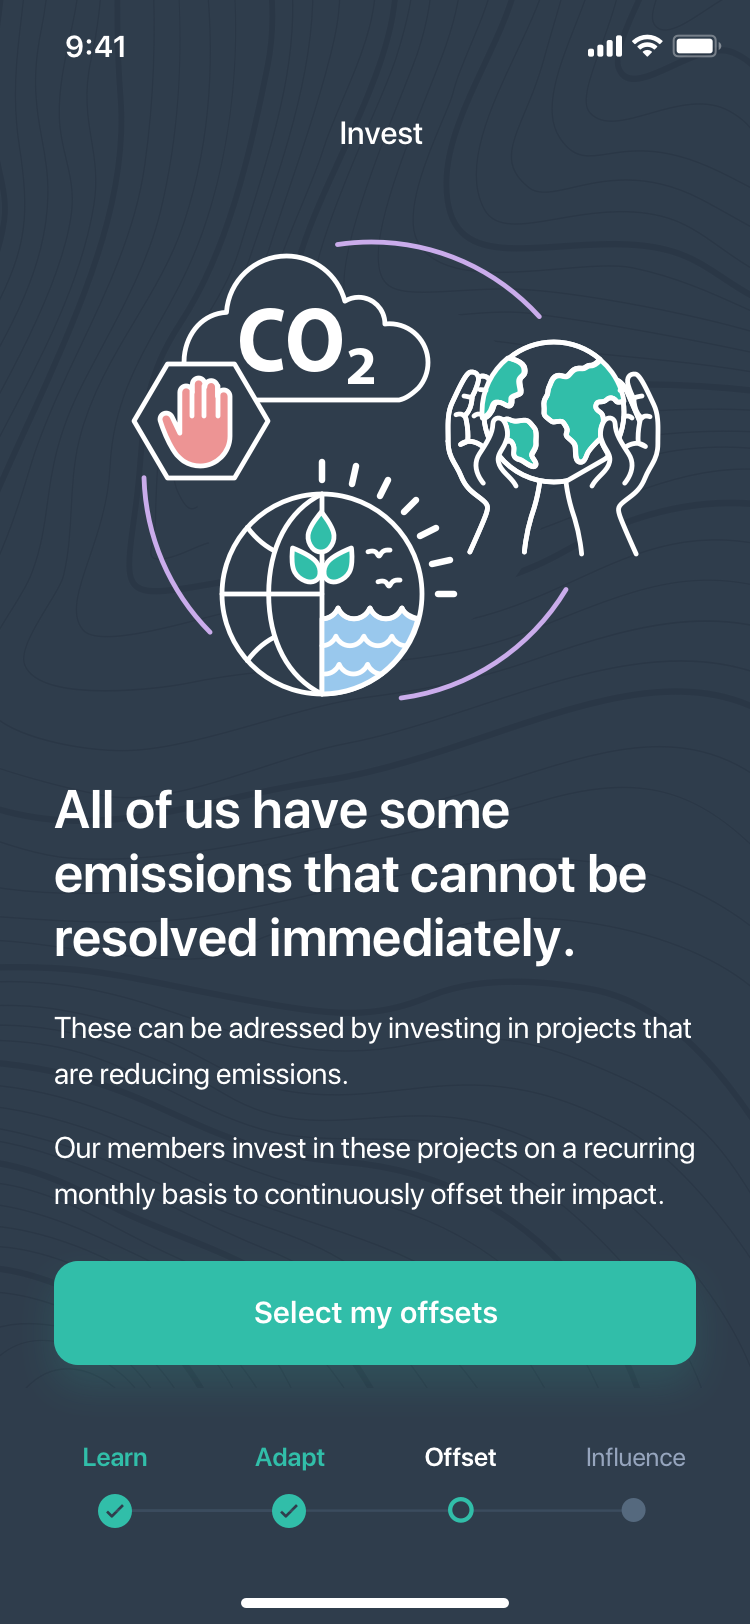 9:41
Invest
CO₂
All of us have some
emissions that cannot be
resolved immediately.
These can be adressed by investing in projects that
are reducing emissions.
Our members invest in these projects on a recurring
monthly basis to continuously offset their impact.
Select my offsets
Learn Adapt Offset Influence